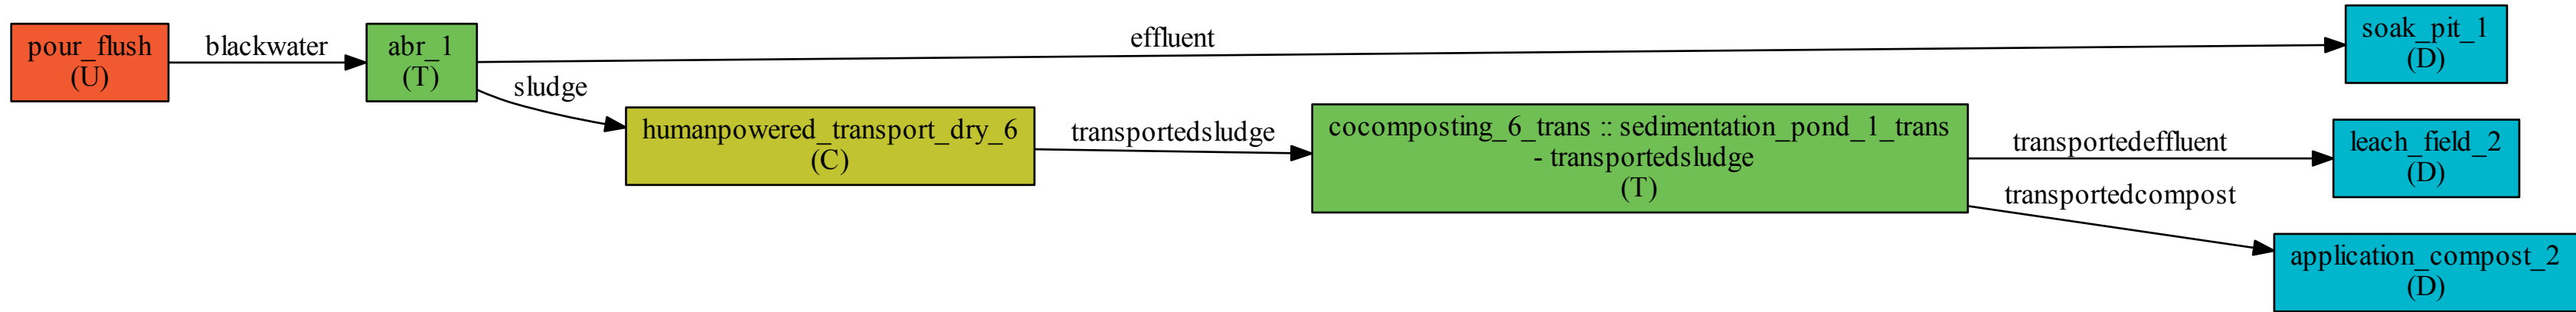 pour_flush
(U)
blackwater
abr_1
(T)
effluent
soak_pit_1
(D)
sludge
humanpowered_transport_dry_6
(C)
transportedsludge
cocomposting_6_trans :: sedimentation_pond_1_trans
- transportedsludge
(T)
transportedeffluent
leach_field_2
(D)
transportedcompost
application_compost_2
(D)